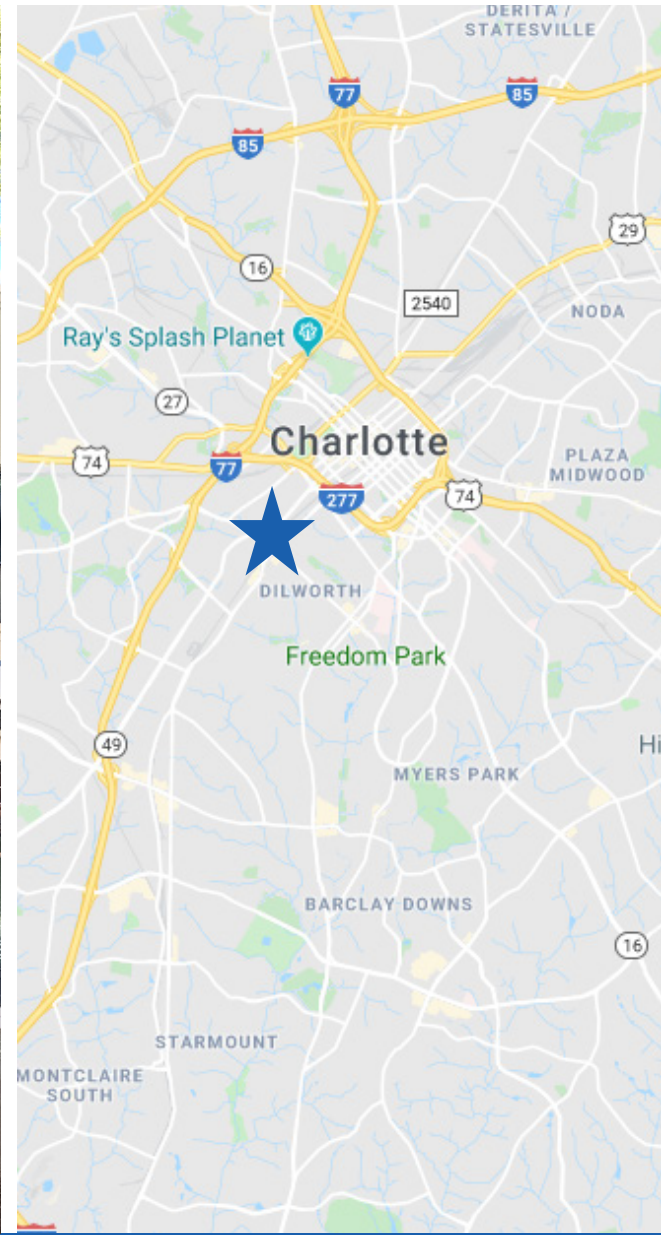 DERITA /
STATESVILLE
77
85
85
29
16
2540
NODA
Ray's Splash Planet
27
Charlotte
74
77
PLAZA
MIDWOOD
277
74
DILWORTH
Freedom Park
49
Hi
MYERS PARK
BARCLAY DOWNS
16
STARMOUNT
MONTCLAIRE
SOUTH